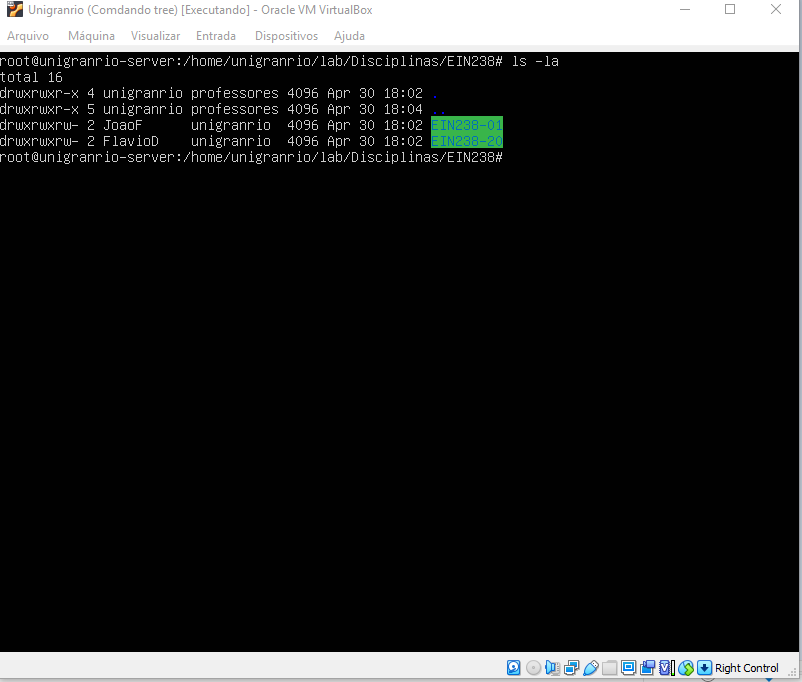 Unigranrio (Comdando tree) [Executando] - Oracle VM VirtualBox
Arquivo Máquina Visualizar Entrada Dispositivos Ajuda
root@unigranrio-server:/home/unigranrio/lab/Disciplinas/EIN238# ls -la
total 16
drwxrwxr-x 4 unigranrio professores 4096 Apr 30 18:02 .
drwxrwxr-x 5 unigranrio professores 4096 Apr 30 18:04 ..
drwxrwxrw- 2 JoaoF      unigranrio  4096 Apr 30 18:02 EIN238-01
drwxrwxrw- 2 FlavioD    unigranrio  4096 Apr 30 18:02 EIN238-20
root@unigranrio-server:/home/unigranrio/lab/Disciplinas/EIN238#
Right Control